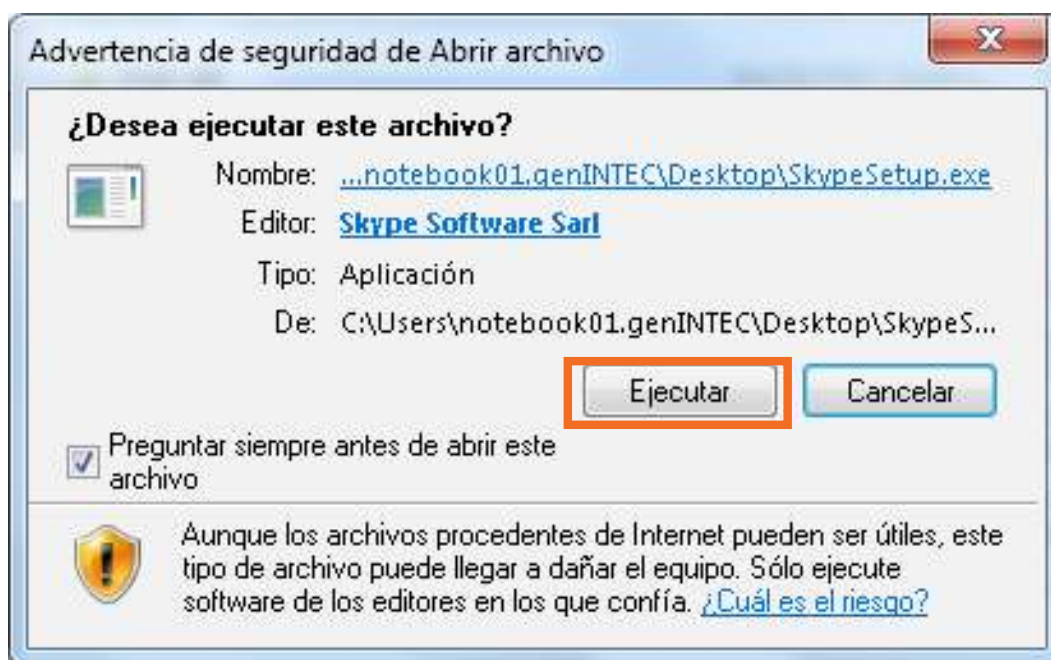 Advertencia de seguridad de Abrir archivo
¿Desea ejecutar este archivo?
Nombre: ...notebook01.genINTEC\Desktop\SkypeSetup.exe
Editor: Skype Software Sarl
Tipo: Aplicación
De: C:\Users\notebook01.genINTEC\Desktop\SkypeS...
Ejecutar Cancelar
Preguntar siempre antes de abrir este
archivo
Aunque los archivos procedentes de Internet pueden ser útiles, este
tipo de archivo puede llegar a dañar el equipo. Sólo ejecute
software de los editores en los que confía. ¿Cuál es el riesgo?